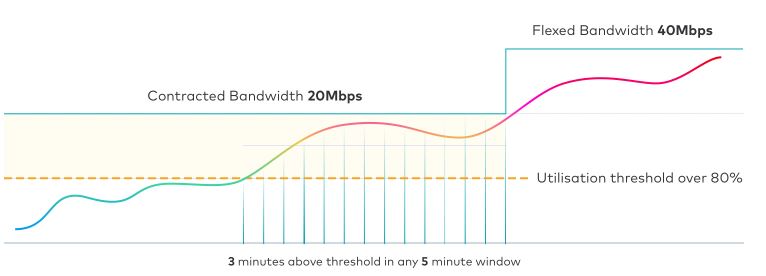 Flexed Bandwidth 40Mbps
Contracted Bandwidth 20Mbps
Utilisation threshold over 80%
3 minutes above threshold in any 5 minute window